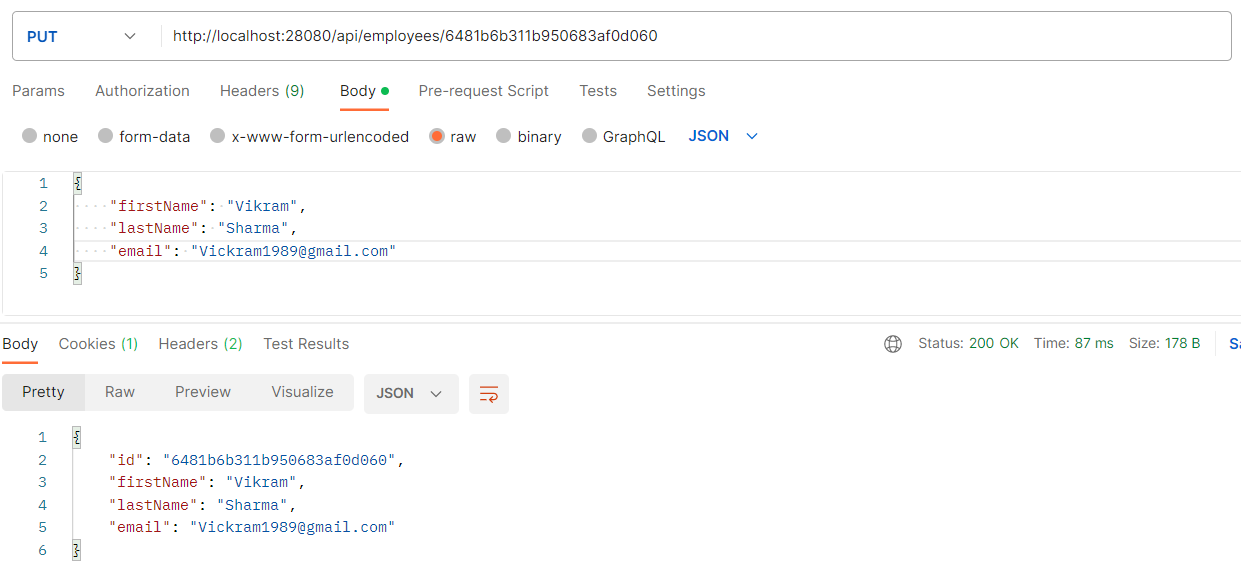 PUT http://localhost:28080/api/employees/6481b6b311b950683af0d060
Params Authorization Headers (9) Body Pre-request Script Tests Settings
none form-data x-www-form-urlencoded raw binary GraphQL JSON
1 {
2 "firstName": "Vikram",
3 "lastName": "Sharma",
4 "email": "Vickram1989@gmail.com"
5 }
Body Cookies (1) Headers (2) Test Results Status: 200 OK Time: 87 ms Size: 178 B Sa
Pretty Raw Preview Visualize JSON
1 {
2 "id": "6481b6b311b950683af0d060",
3 "firstName": "Vikram",
4 "lastName": "Sharma",
5 "email": "Vickram1989@gmail.com"
6 }